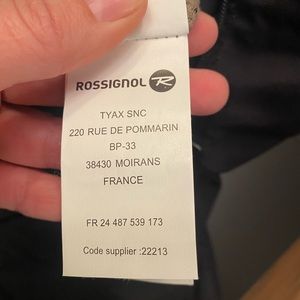 ROSSIGNOL
TYAX SNC
220 RUE DE POMMARIN
BP-33
38430 MOIRANS
FRANCE
FR 24 487 539 173
Code supplier :22213